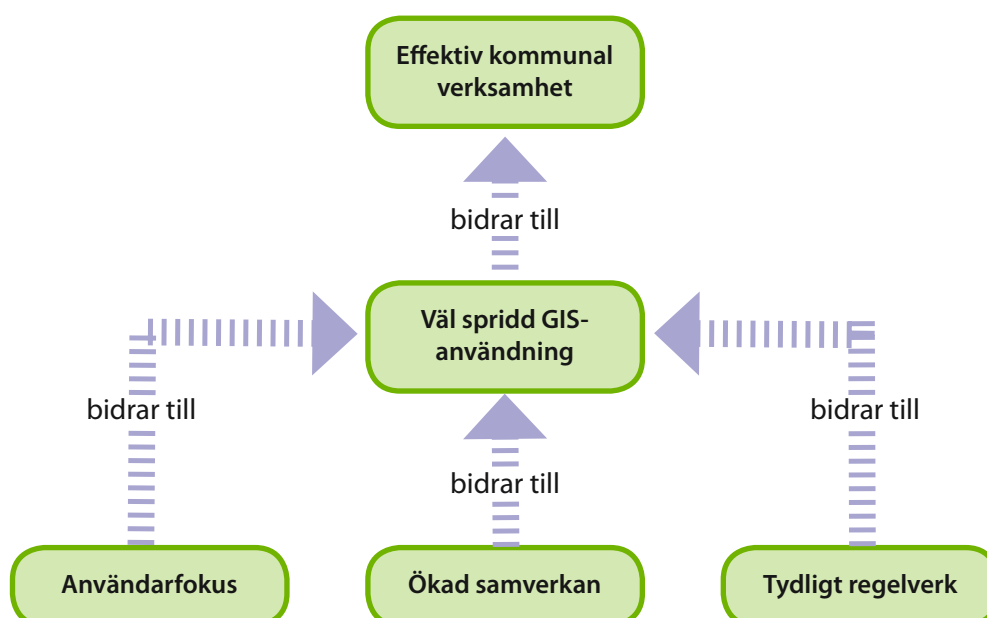 Effektiv kommunal
verksamhet
bidrar till
Väl spridd GIS-
användning
bidrar till
bidrar till
bidrar till
Användarfokus
Ökad samverkan
Tydligt regelverk